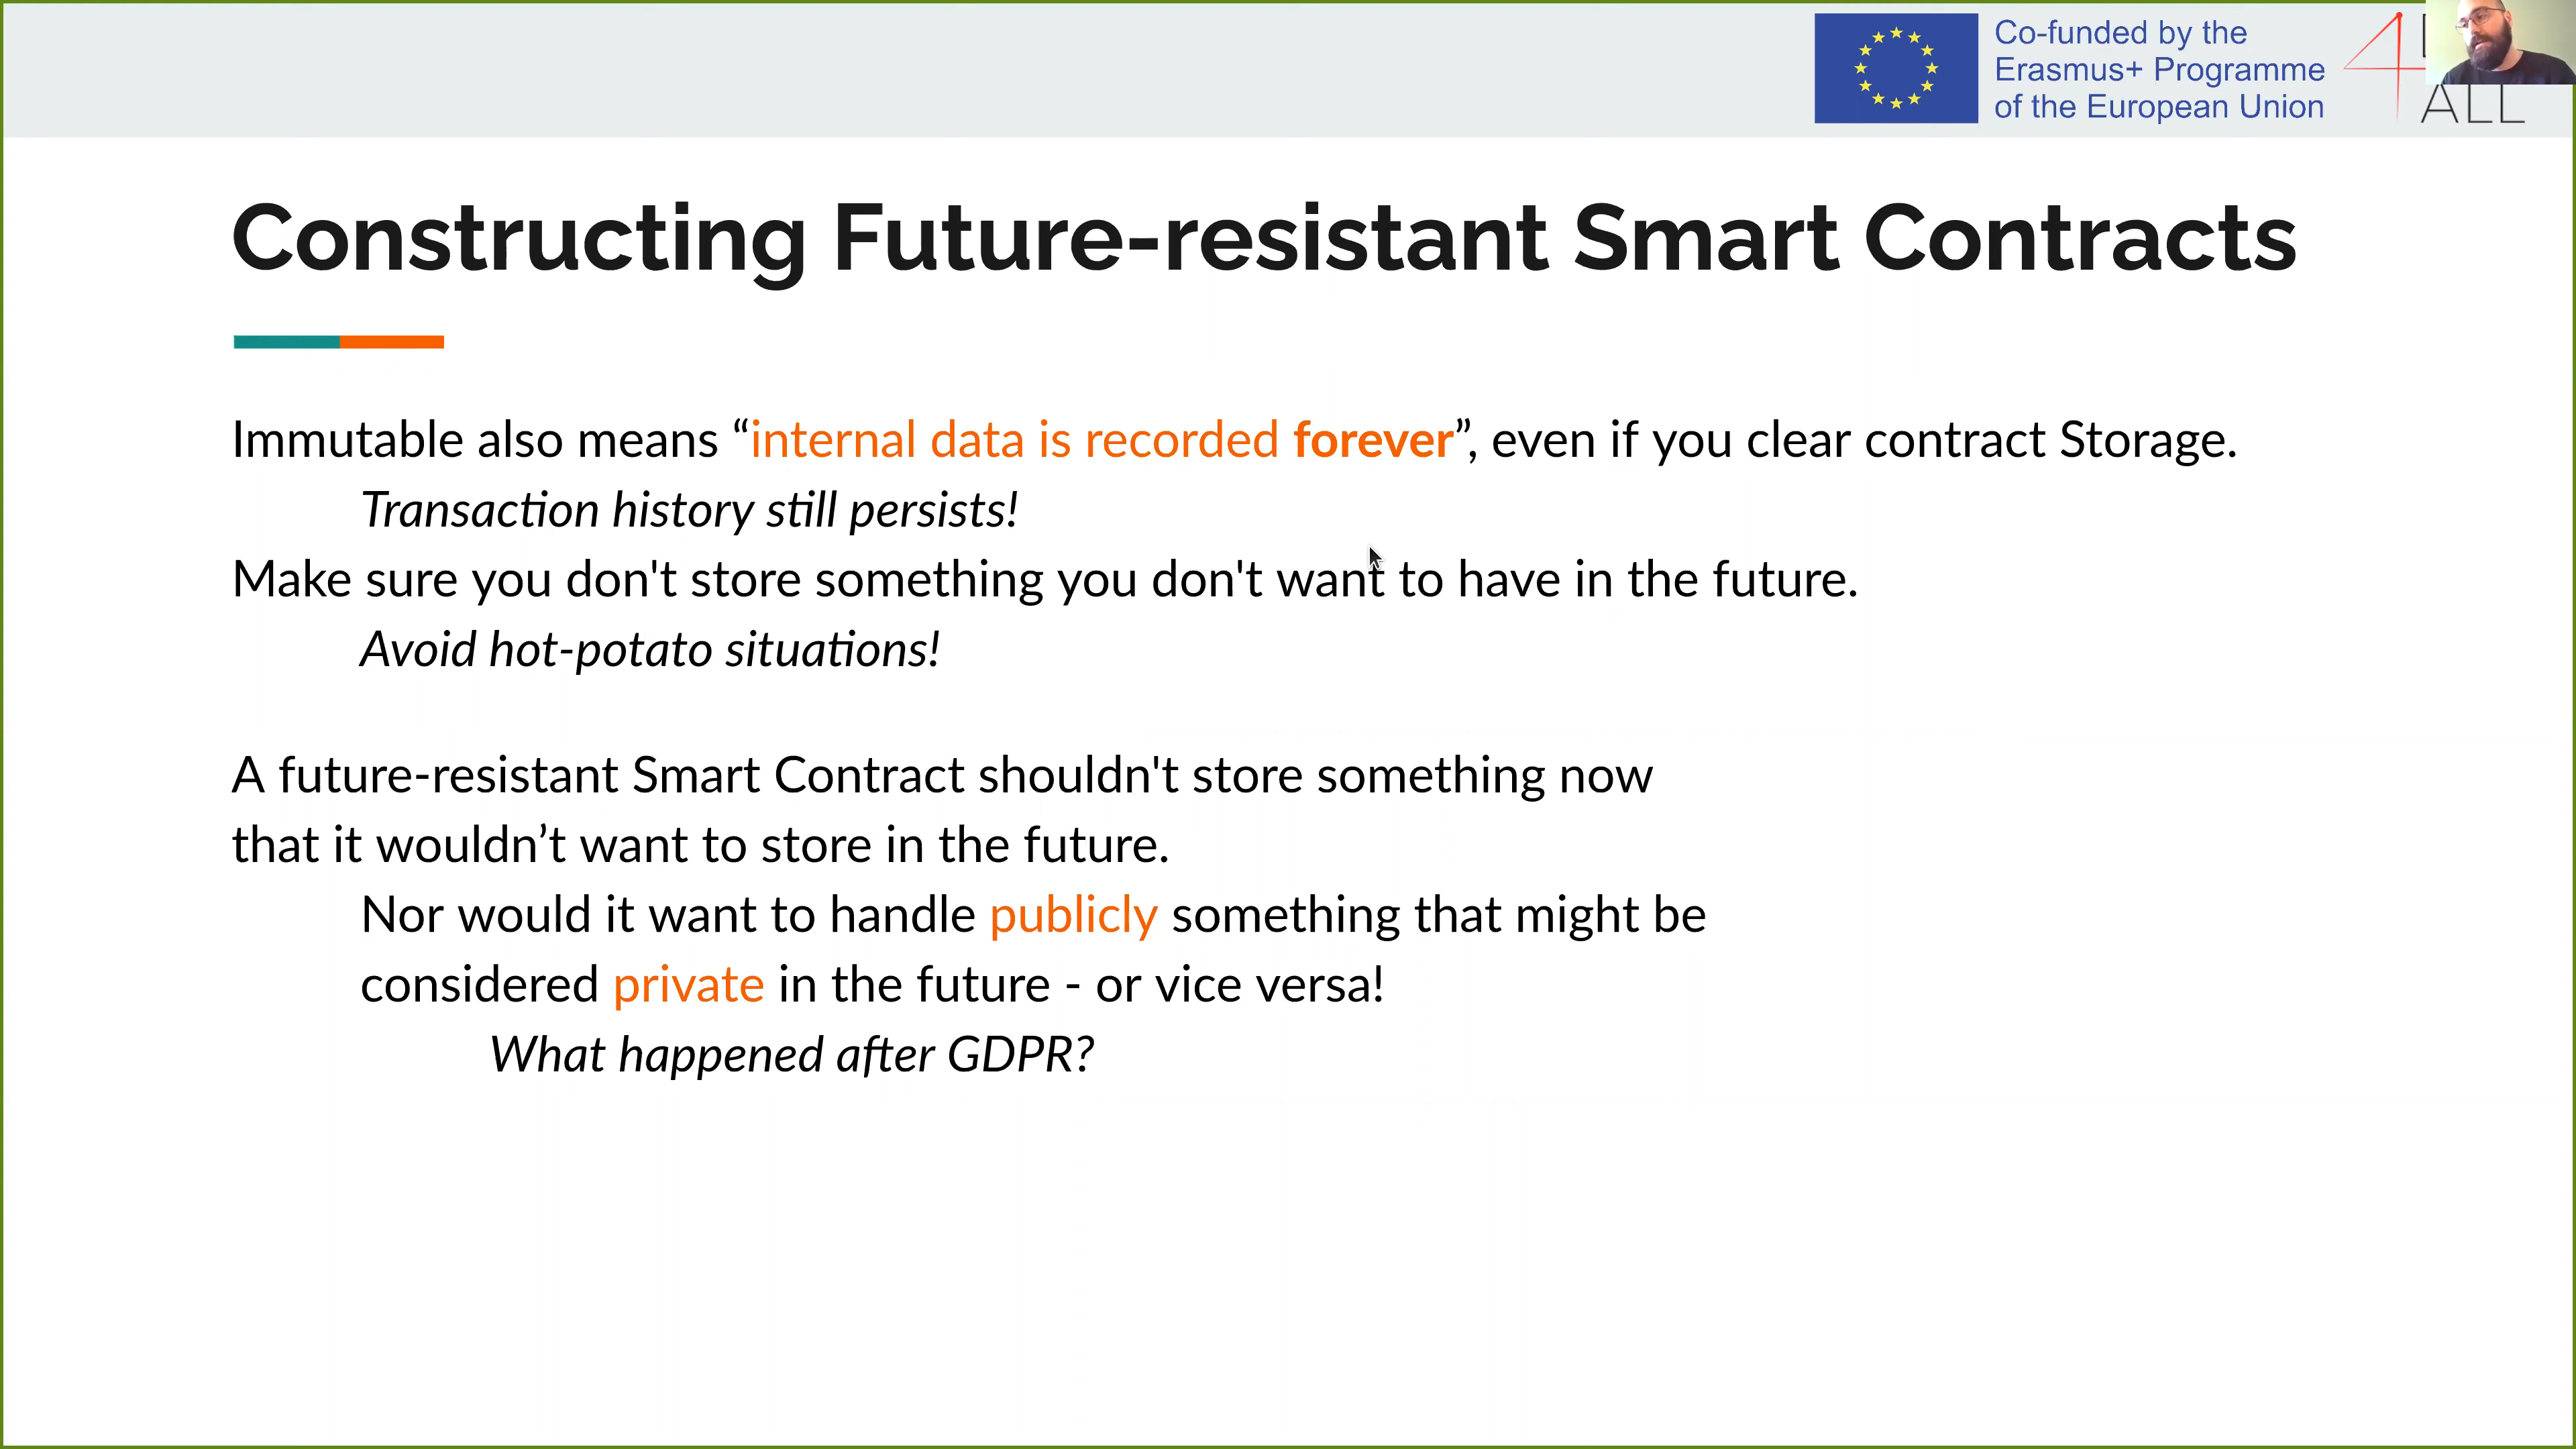 Co-funded by the
Erasmus+ Programme
of the European Union
4
ALL
Constructing Future-resistant Smart Contracts
Immutable also means “internal data is recorded forever”, even if you clear contract Storage.
Transaction history still persists!
Make sure you don't store something you don't want to have in the future.
Avoid hot-potato situations!
A future-resistant Smart Contract shouldn't store something now
that it wouldn’t want to store in the future.
Nor would it want to handle publicly something that might be
considered private in the future - or vice versa!
What happened after GDPR?